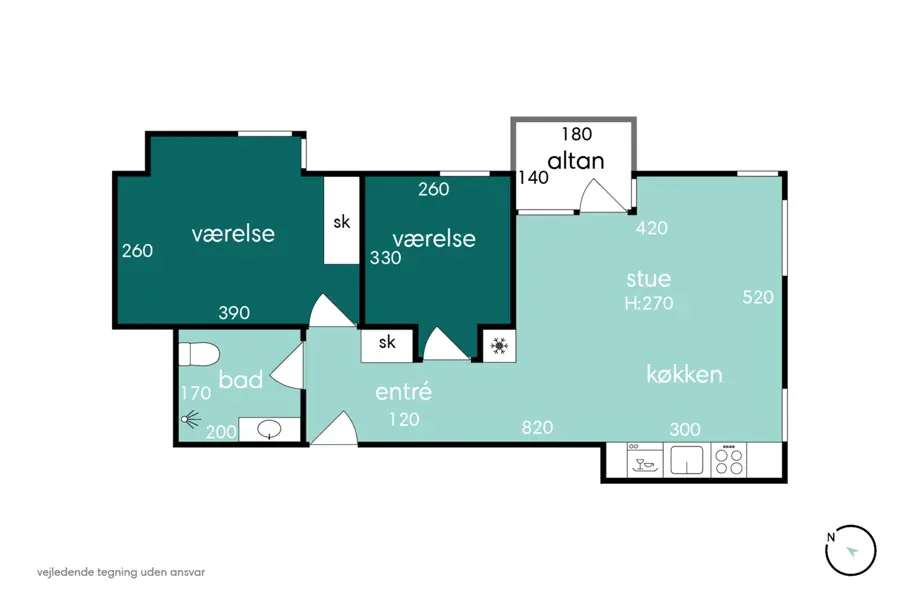 180
altan
140
260
værelse
sk
værelse
260
330
390
420
stue
H:270
520
sk
bad
170
200
entré
120
køkken
820
300
N
vejledende tegning uden ansvar